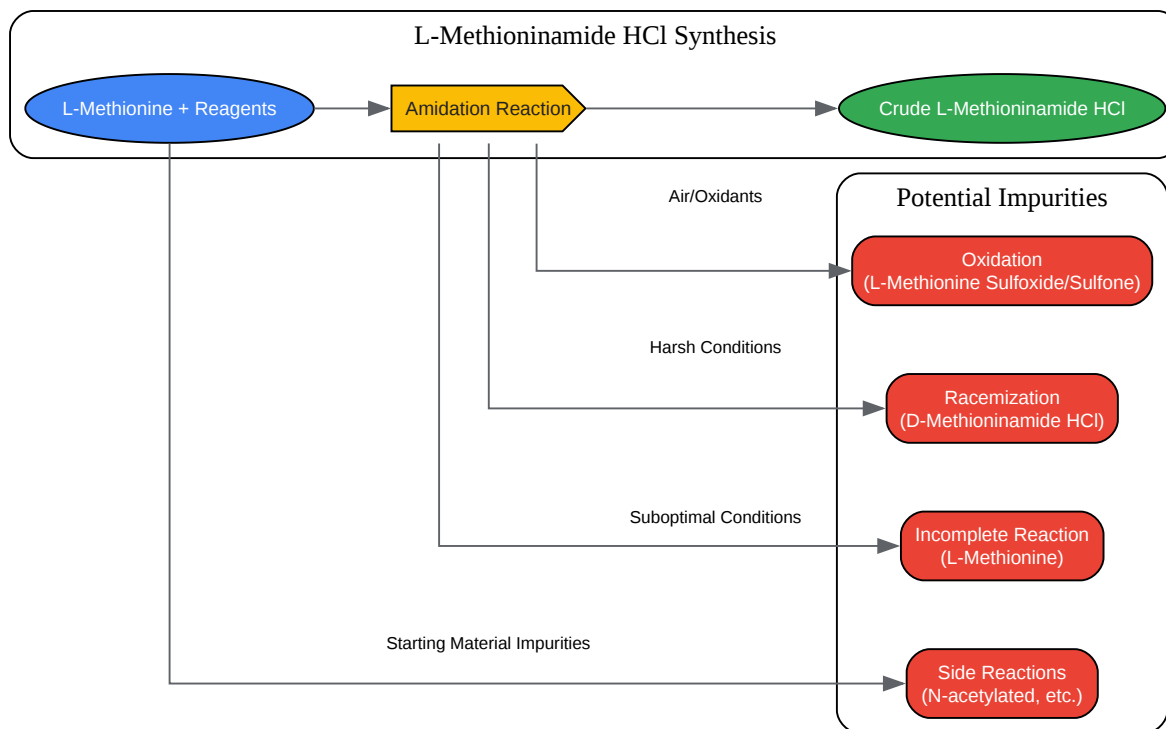 L-Methioninamide HCl Synthesis
L-Methionine + Reagents
Amidation Reaction
Crude L-Methioninamide HCl
Air/Oxidants
Potential Impurities
Oxidation
(L-Methionine Sulfoxide/Sulfone)
Harsh Conditions
Racemization
(D-Methioninamide HCl)
Suboptimal Conditions
Incomplete Reaction
(L-Methionine)
Starting Material Impurities
Side Reactions
(N-acetylated, etc.)